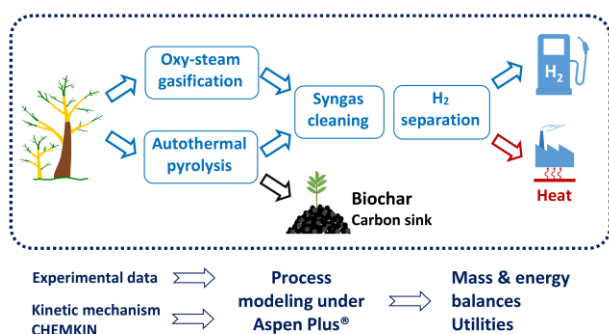 Oxy-steam
gasification
Autothermal
pyrolysis
Syngas
cleaning
H₂
separation
H₂
Heat
Biochar
Carbon sink
Experimental data
Kinetic mechanism
CHEMKIN
Process
modeling under
Aspen Plus®
Mass & energy
balances
Utilities